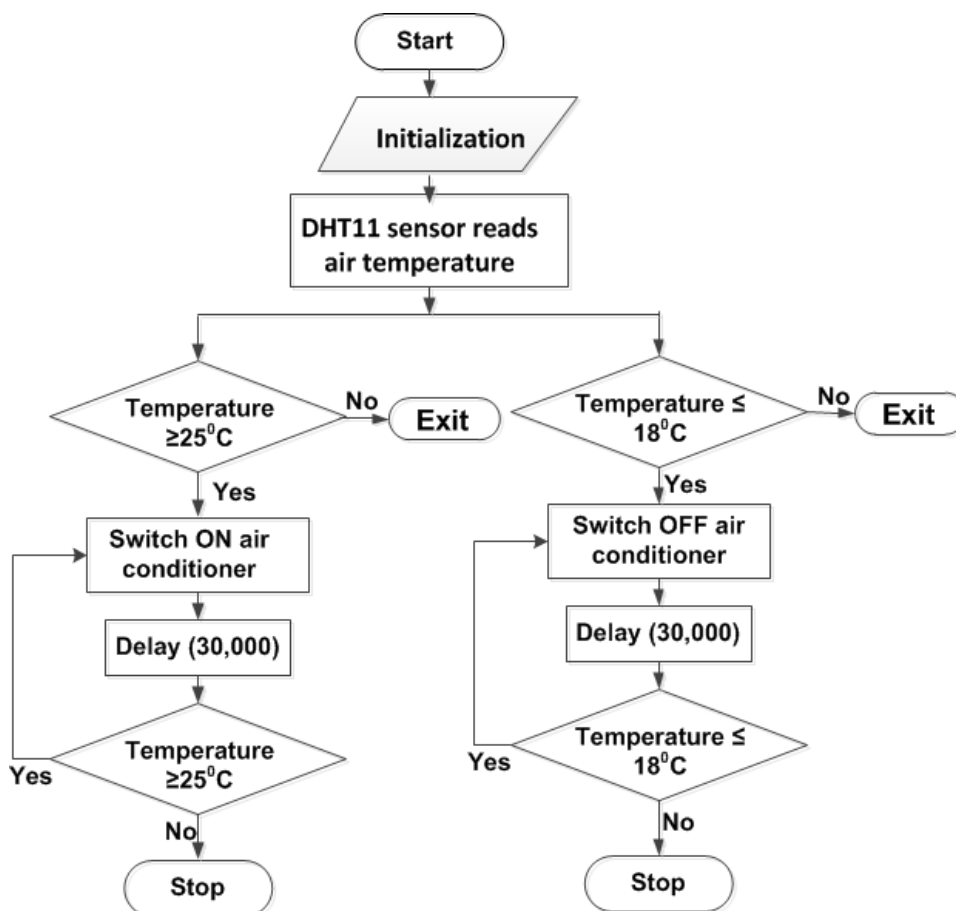 Start
Initialization
DHT11 sensor reads
air temperature
Temperature
≥25⁰C
No
Exit
Temperature ≤
18⁰C
No
Exit
Yes
Yes
Switch ON air
conditioner
Switch OFF air
conditioner
Delay (30,000)
Delay (30,000)
Temperature
≥25⁰C
Yes
Temperature ≤
18⁰C
Yes
No
No
Stop
Stop